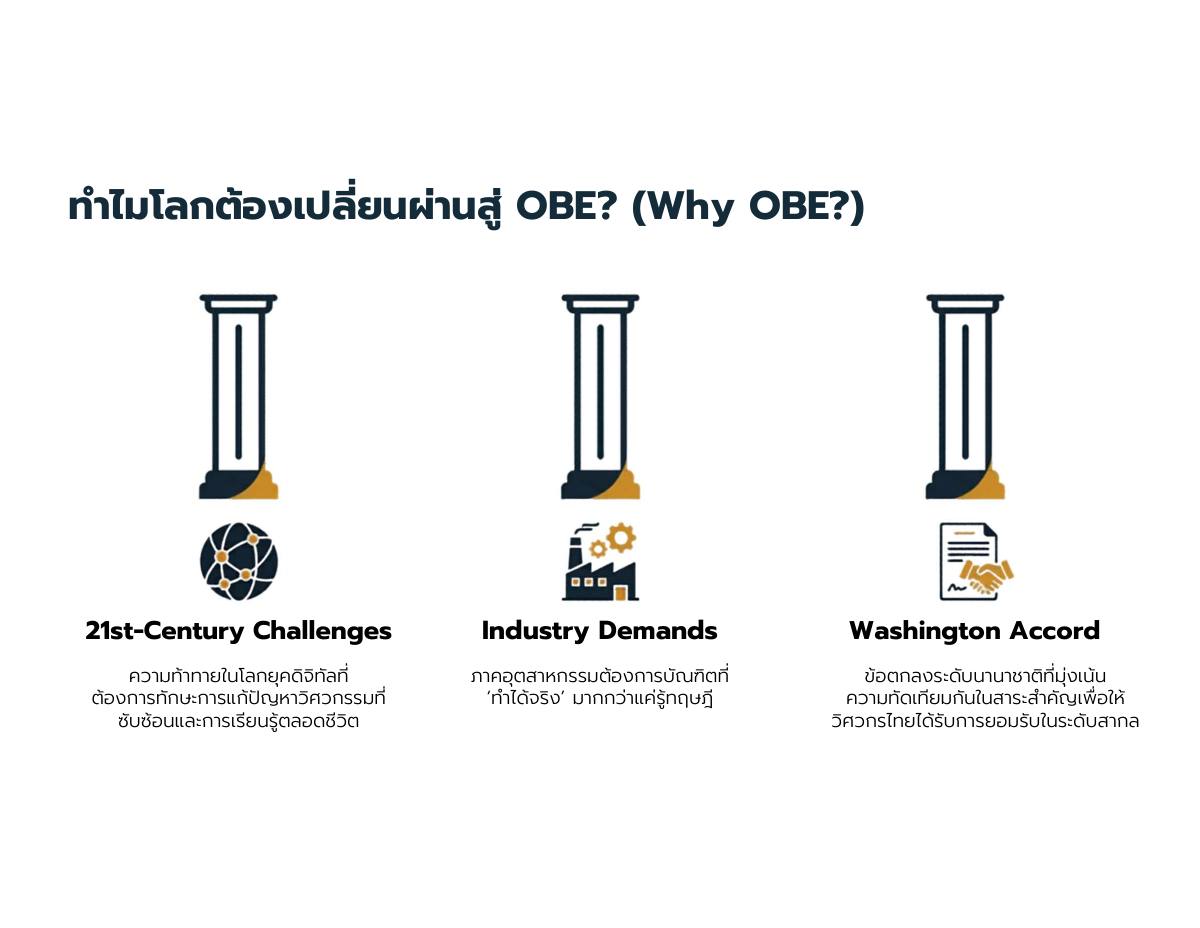 ทำไมโลกต้องเปลี่ยนผ่านสู่ OBE? (Why OBE?)
21st-Century Challenges
ความท้าทายในโลกยุคดิจิทัลที่
ต้องการทักษะการแก้ปัญหาวิศวกรรมที่
ซับซ้อนและการเรียนรู้ตลอดชีวิต
Industry Demands
ภาคอุตสาหกรรมต้องการบัณฑิตที่
‘ทำได้จริง’ มากกว่าแค่รู้ทฤษฎี
Washington Accord
ข้อตกลงระดับนานาชาติที่มุ่งเน้น
ความทัดเทียมกันในสาระสำคัญเพื่อให้
วิศวกรไทยได้รับการยอมรับในระดับสากล